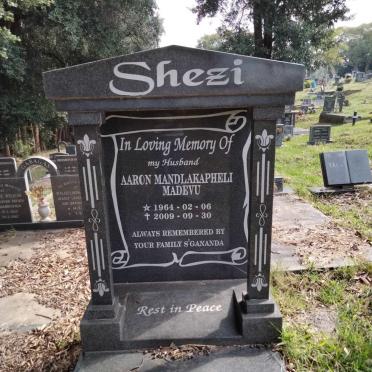 Shezi
In Loving Memory Of
my Husband
AARON MANDLAKAPHELI
MADEVU
★ 1964 - 02 - 06
✝ 2009 - 09 - 30
ALWAYS REMEMBERED BY
YOUR FAMILY S'GANANDA
Rest in Peace